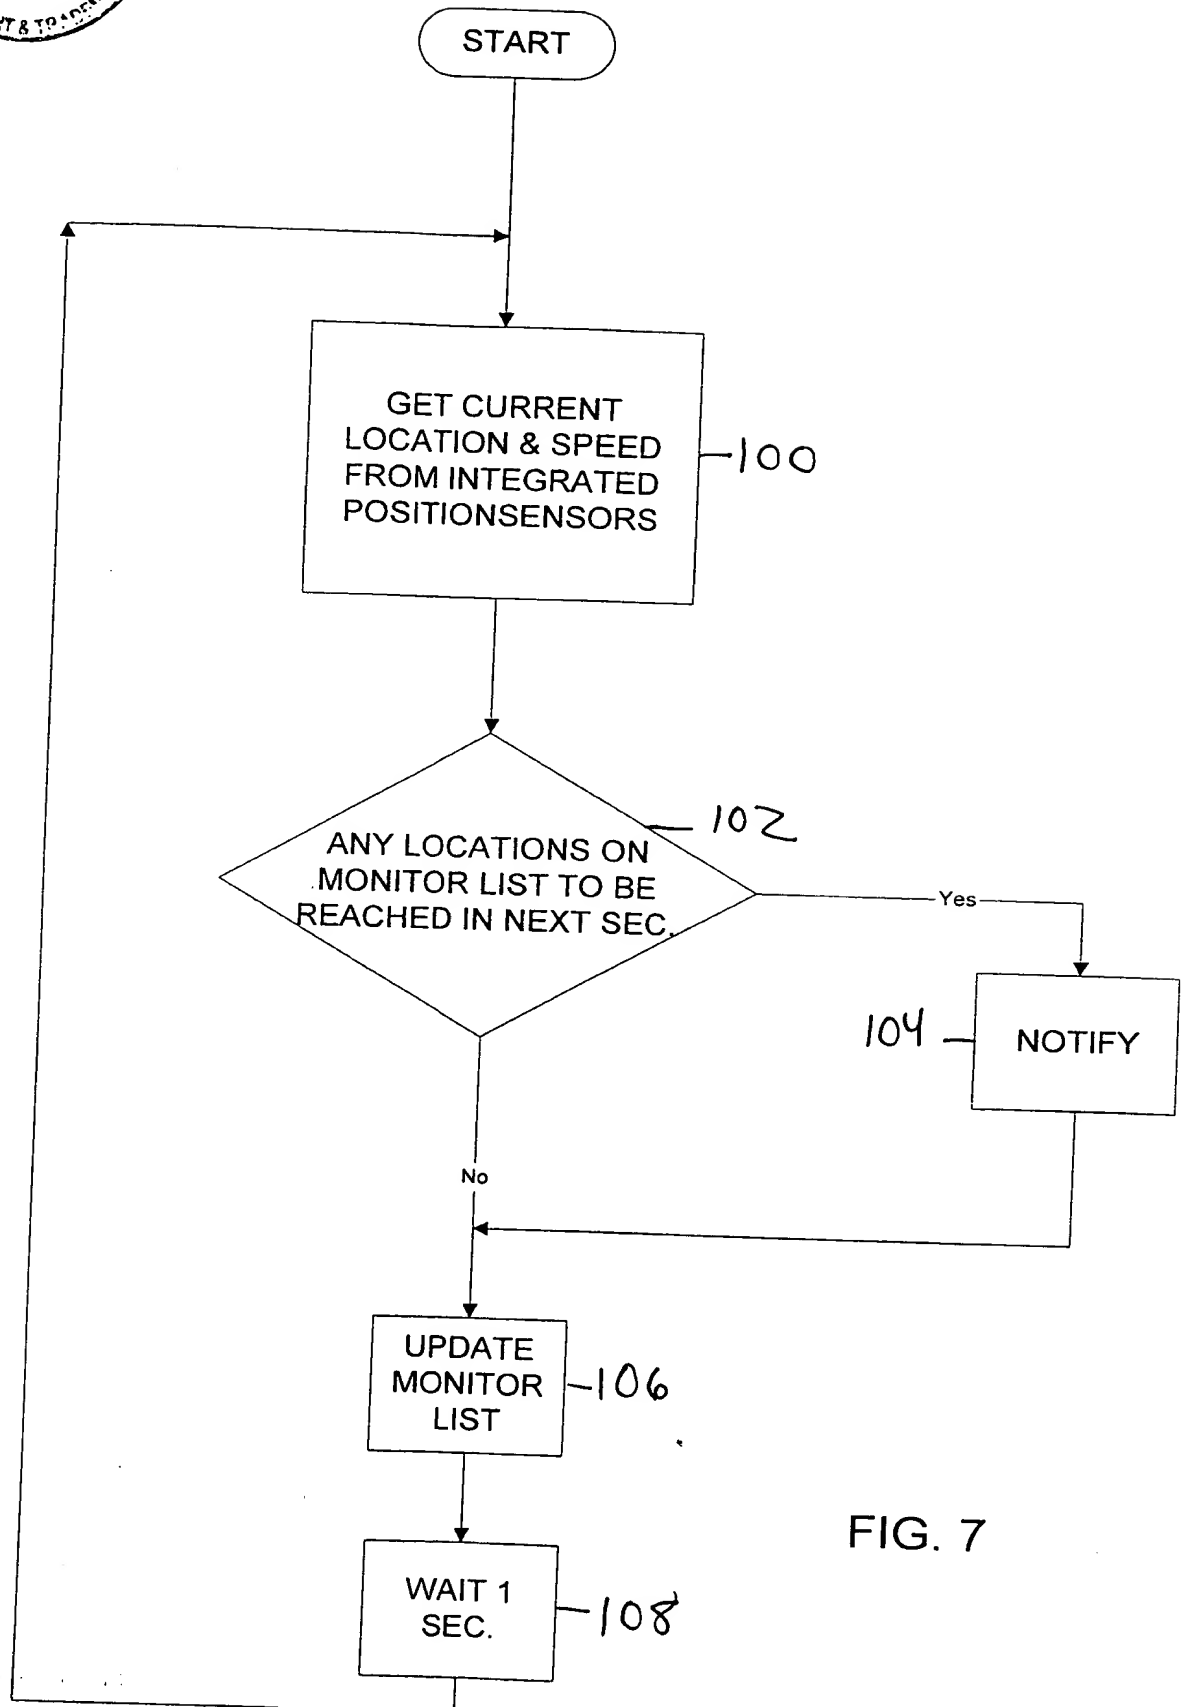 T & TRADE
START
GET CURRENT
LOCATION & SPEED
FROM INTEGRATED
POSITIONSENSORS
100
ANY LOCATIONS ON
MONITOR LIST TO BE
REACHED IN NEXT SEC.
102
Yes
104
NOTIFY
No
UPDATE
MONITOR
LIST
106
WAIT 1
SEC.
108
FIG. 7